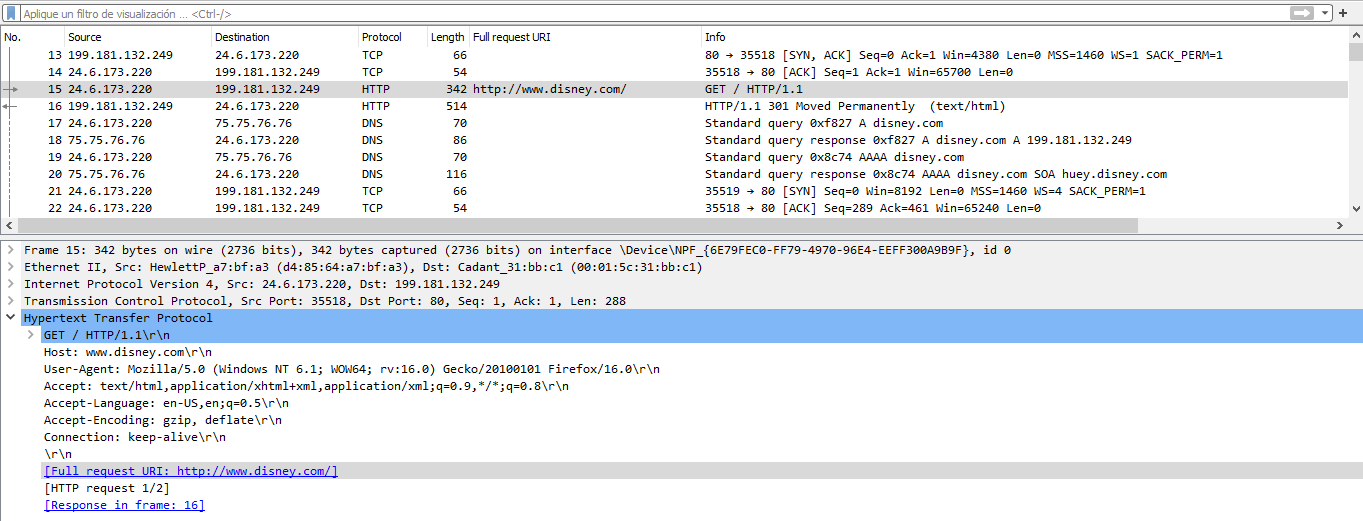 Aplique un filtro de visualización ... <Ctrl-/>
No. Source Destination Protocol Length Full request URI Info
13 199.181.132.249 24.6.173.220 TCP 66 80 → 35518 [SYN, ACK] Seq=0 Ack=1 Win=4380 Len=0 MSS=1460 WS=1 SACK_PERM=1
14 24.6.173.220 199.181.132.249 TCP 54 35518 → 80 [ACK] Seq=1 Ack=1 Win=65700 Len=0
15 24.6.173.220 199.181.132.249 HTTP 342 http://www.disney.com/ GET / HTTP/1.1
16 199.181.132.249 24.6.173.220 HTTP 514 HTTP/1.1 301 Moved Permanently (text/html)
17 24.6.173.220 75.75.76.76 DNS 70 Standard query 0xf827 A disney.com
18 75.75.76.76 24.6.173.220 DNS 86 Standard query response 0xf827 A disney.com A 199.181.132.249
19 24.6.173.220 75.75.76.76 DNS 70 Standard query 0x8c74 AAAA disney.com
20 75.75.76.76 24.6.173.220 DNS 116 Standard query response 0x8c74 AAAA disney.com SOA huey.disney.com
21 24.6.173.220 199.181.132.249 TCP 66 35519 → 80 [SYN] Seq=0 Win=8192 Len=0 MSS=1460 WS=4 SACK_PERM=1
22 24.6.173.220 199.181.132.249 TCP 54 35518 → 80 [ACK] Seq=289 Ack=461 Win=65240 Len=0
Frame 15: 342 bytes on wire (2736 bits), 342 bytes captured (2736 bits) on interface \Device\NPF_{6E79FEC0-FF79-4970-96E4-EEFF300A9B9F}, id 0
Ethernet II, Src: HewlettP_a7:bf:a3 (d4:85:64:a7:bf:a3), Dst: Cadant_31:bb:c1 (00:01:5c:31:bb:c1)
Internet Protocol Version 4, Src: 24.6.173.220, Dst: 199.181.132.249
Transmission Control Protocol, Src Port: 35518, Dst Port: 80, Seq: 1, Ack: 1, Len: 288
Hypertext Transfer Protocol
GET / HTTP/1.1\r\n
Host: www.disney.com\r\n
User-Agent: Mozilla/5.0 (Windows NT 6.1; WOW64; rv:16.0) Gecko/20100101 Firefox/16.0\r\n
Accept: text/html,application/xhtml+xml,application/xml;q=0.9,*/*;q=0.8\r\n
Accept-Language: en-US,en;q=0.5\r\n
Accept-Encoding: gzip, deflate\r\n
Connection: keep-alive\r\n
\r\n
[Full request URI: http://www.disney.com/]
[HTTP request 1/2]
[Response in frame: 16]